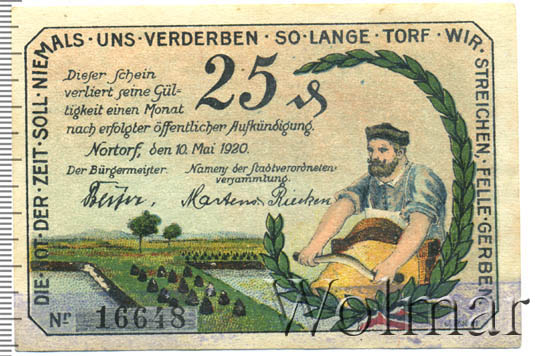 DIE · NOT · DER · ZEIT · SOLL · NIEMALS · UNS · VERDERBEN · SO · LANGE · TORF · WIR · STREICHEN, · FELLE · GERBEN
25 ₰
Dieser Schein
verliert seine Gül-
tigkeit einen Monat
nach erfolgter öffentlicher Aufkündigung.
Nortorf, den 10. Mai 1920.
Der Bürgermeister. Namens der Stadtverordneten-
versammlung.
Martens Riecken
Nr 16648
Wolmar